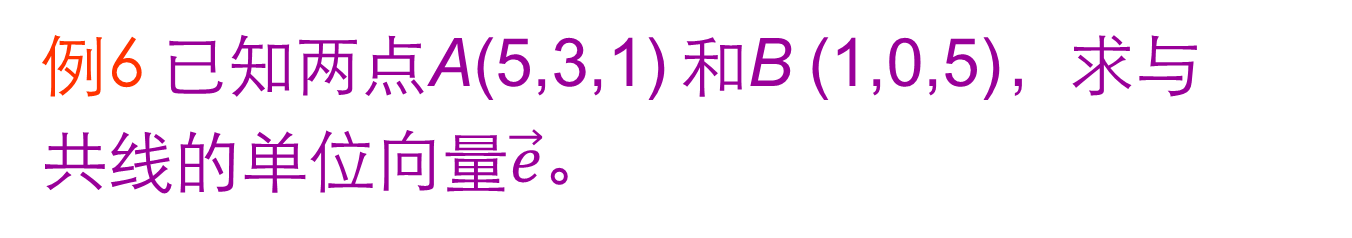 例6 已知两点A(5,3,1) 和B (1,0,5)，求与
共线的单位向量$\vec{e}$。